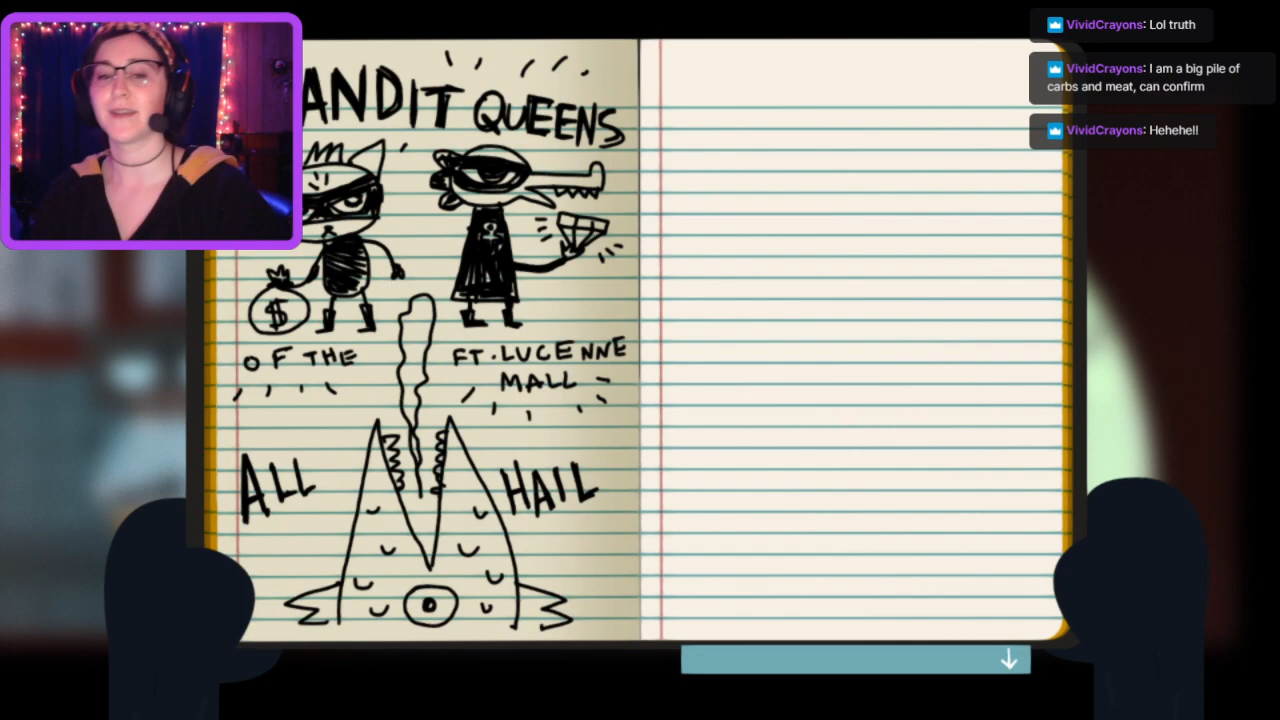 ANDIT QUEENS
$
OF THE
FT. LUCENNE
MALL
ALL HAIL
VividCrayons: Lol truth
VividCrayons: I am a big pile of
carbs and meat, can confirm
VividCrayons: Hehehe!!